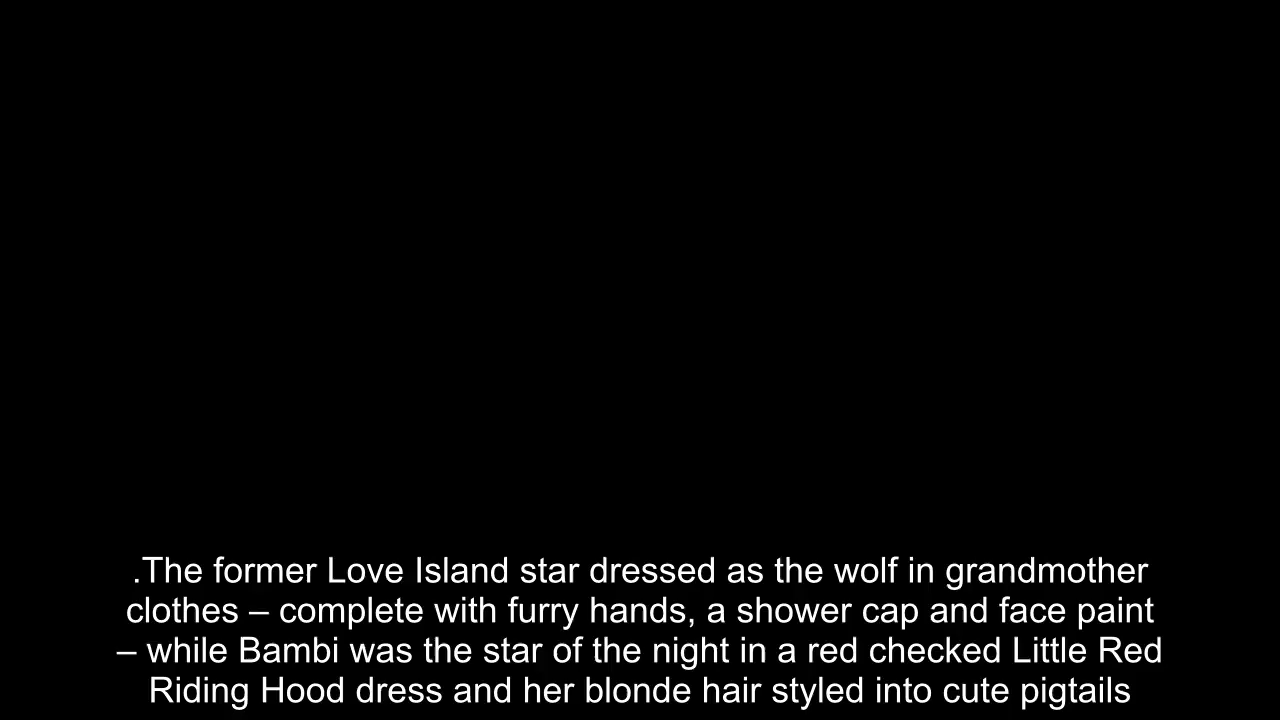 .The former Love Island star dressed as the wolf in grandmother
clothes – complete with furry hands, a shower cap and face paint
– while Bambi was the star of the night in a red checked Little Red
Riding Hood dress and her blonde hair styled into cute pigtails